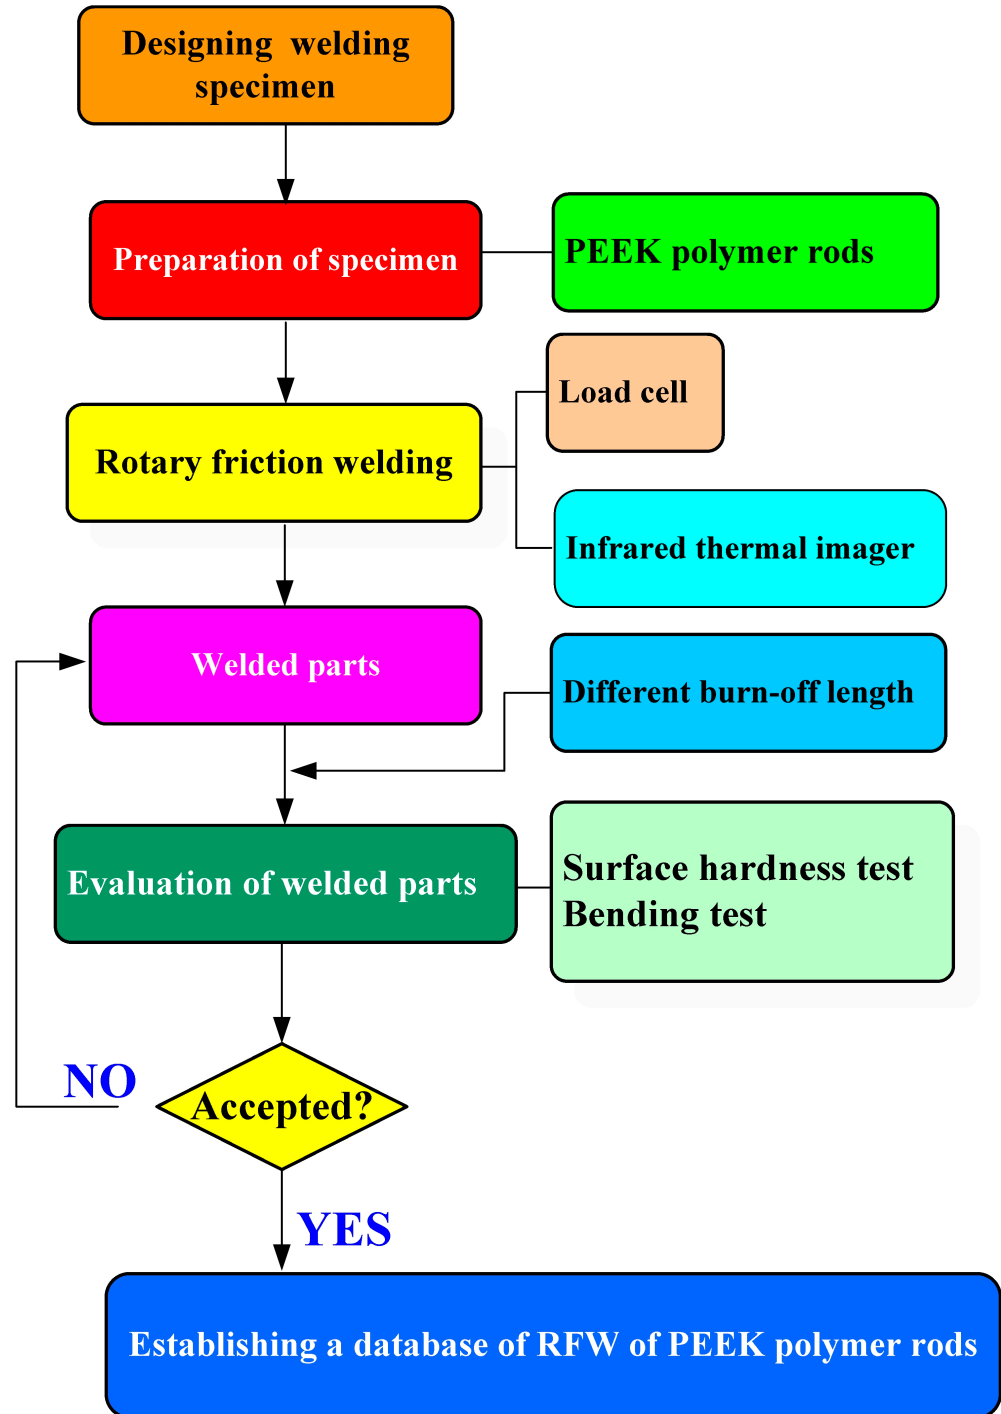 Designing welding
specimen
Preparation of specimen
PEEK polymer rods
Load cell
Rotary friction welding
Infrared thermal imager
Welded parts
Different burn-off length
Evaluation of welded parts
Surface hardness test
Bending test
NO
Accepted?
YES
Establishing a database of RFW of PEEK polymer rods